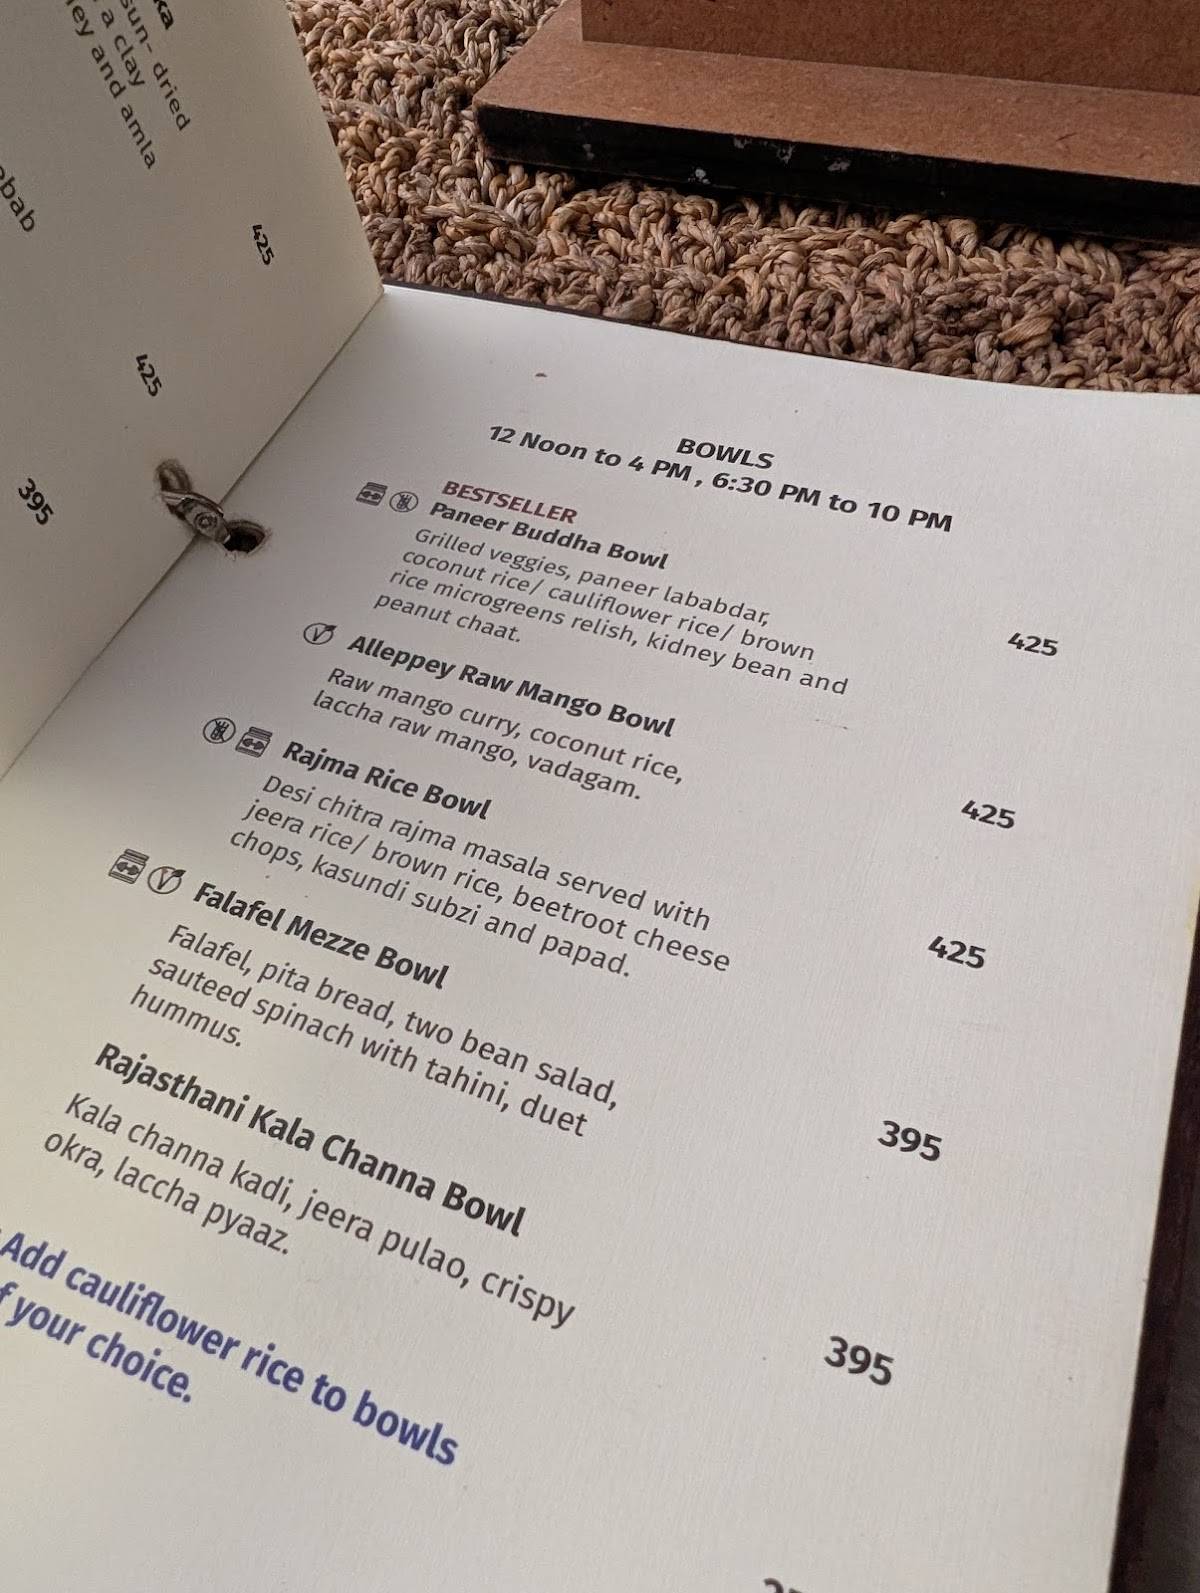 ka
sun- dried
a clay
ey and amla
bab
425
425
395
BOWLS
12 Noon to 4 PM , 6:30 PM to 10 PM
BESTSELLER
Paneer Buddha Bowl
Grilled veggies, paneer lababdar,
coconut rice/ cauliflower rice/ brown
rice microgreens relish, kidney bean and
peanut chaat.
425
Alleppey Raw Mango Bowl
Raw mango curry, coconut rice,
laccha raw mango, vadagam.
425
Rajma Rice Bowl
Desi chitra rajma masala served with
jeera rice/ brown rice, beetroot cheese
chops, kasundi subzi and papad.
425
Falafel Mezze Bowl
Falafel, pita bread, two bean salad,
sauteed spinach with tahini, duet
hummus.
395
Rajasthani Kala Channa Bowl
Kala channa kadi, jeera pulao, crispy
okra, laccha pyaaz.
395
Add cauliflower rice to bowls
f your choice.